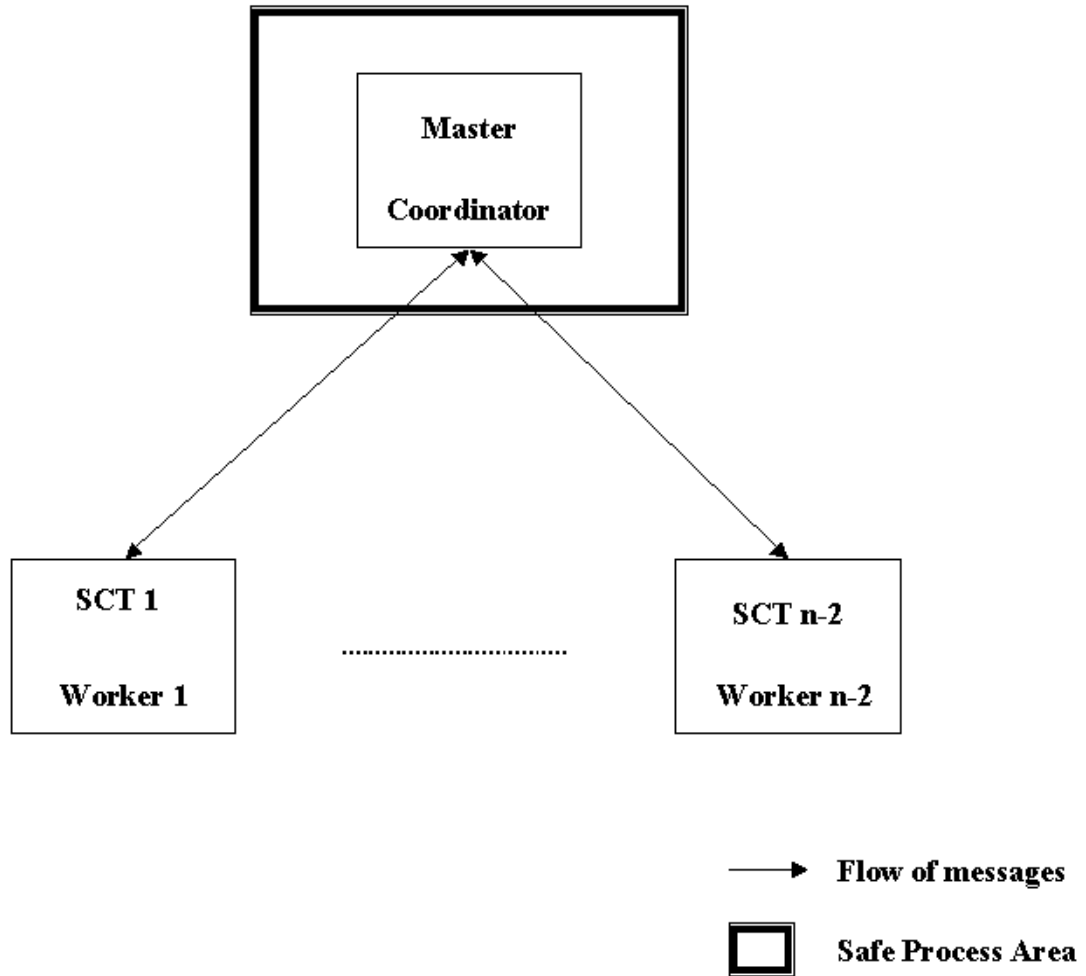 Master
Coordinator
SCT 1
Worker 1
SCT n-2
Worker n-2
Flow of messages
Safe Process Area